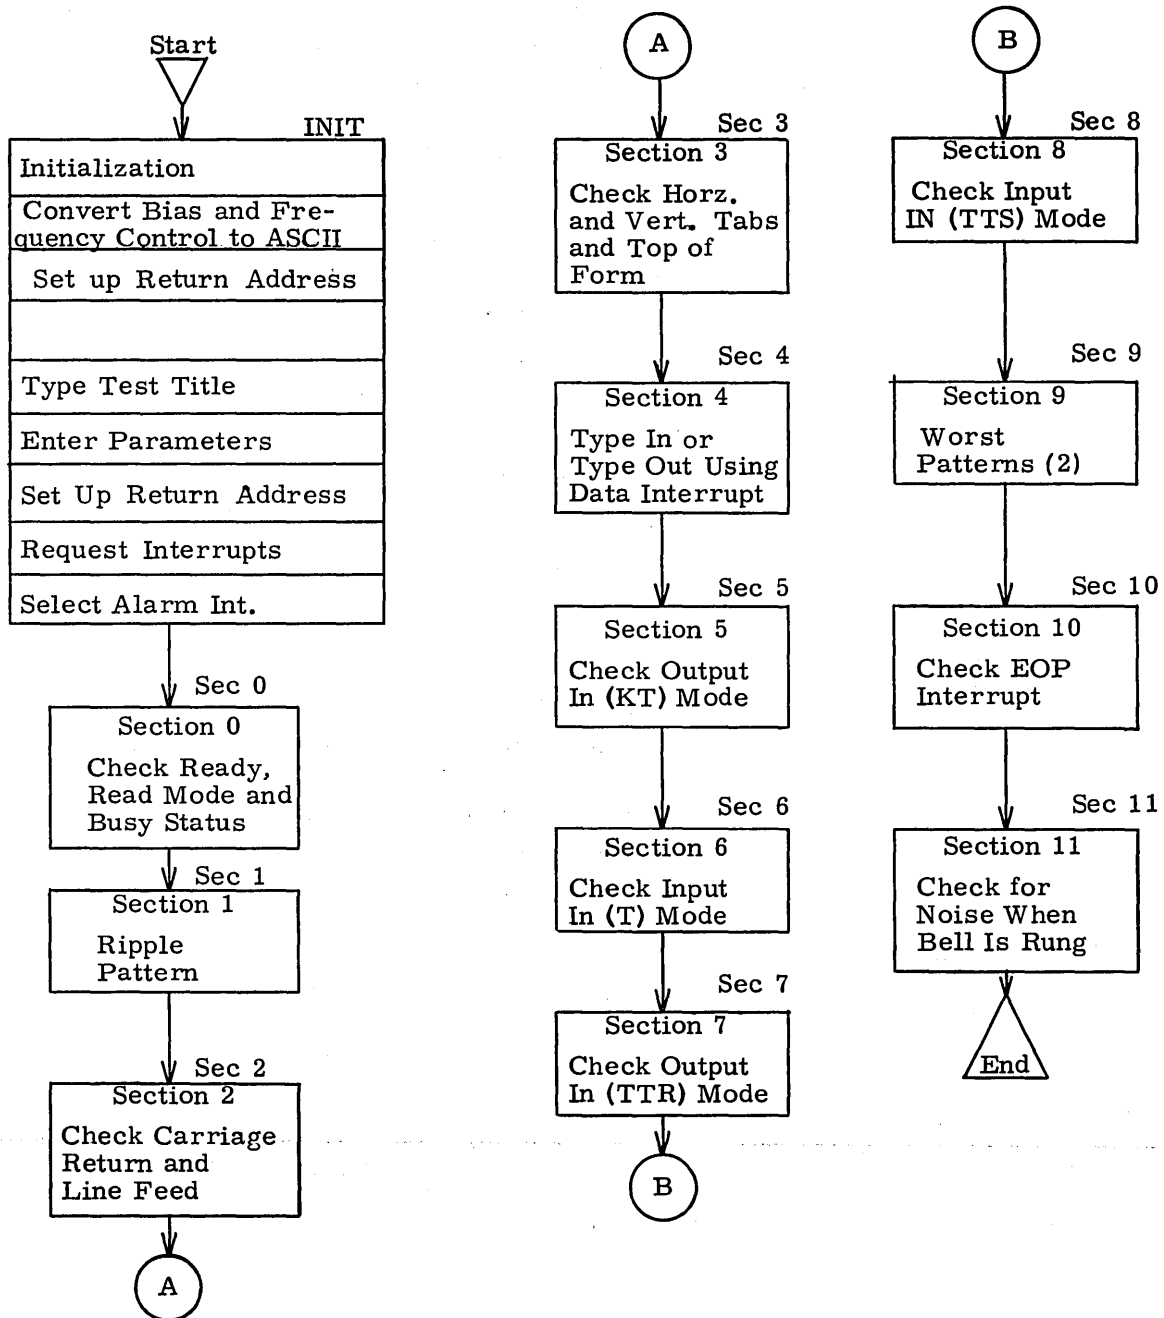 Start
INIT
Initialization
Convert Bias and Fre-
quency Control to ASCII
Set up Return Address
Type Test Title
Enter Parameters
Set Up Return Address
Request Interrupts
Select Alarm Int.
Sec 0
Section 0
Check Ready,
Read Mode and
Busy Status
Sec 1
Section 1
Ripple
Pattern
Sec 2
Section 2
Check Carriage
Return and
Line Feed
A
A
Sec 3
Section 3
Check Horz.
and Vert. Tabs
and Top of
Form
Sec 4
Section 4
Type In or
Type Out Using
Data Interrupt
Sec 5
Section 5
Check Output
In (KT) Mode
Sec 6
Section 6
Check Input
In (T) Mode
Sec 7
Section 7
Check Output
In (TTR) Mode
B
B
Sec 8
Section 8
Check Input
IN (TTS) Mode
Sec 9
Section 9
Worst
Patterns (2)
Sec 10
Section 10
Check EOP
Interrupt
Sec 11
Section 11
Check for
Noise When
Bell Is Rung
End